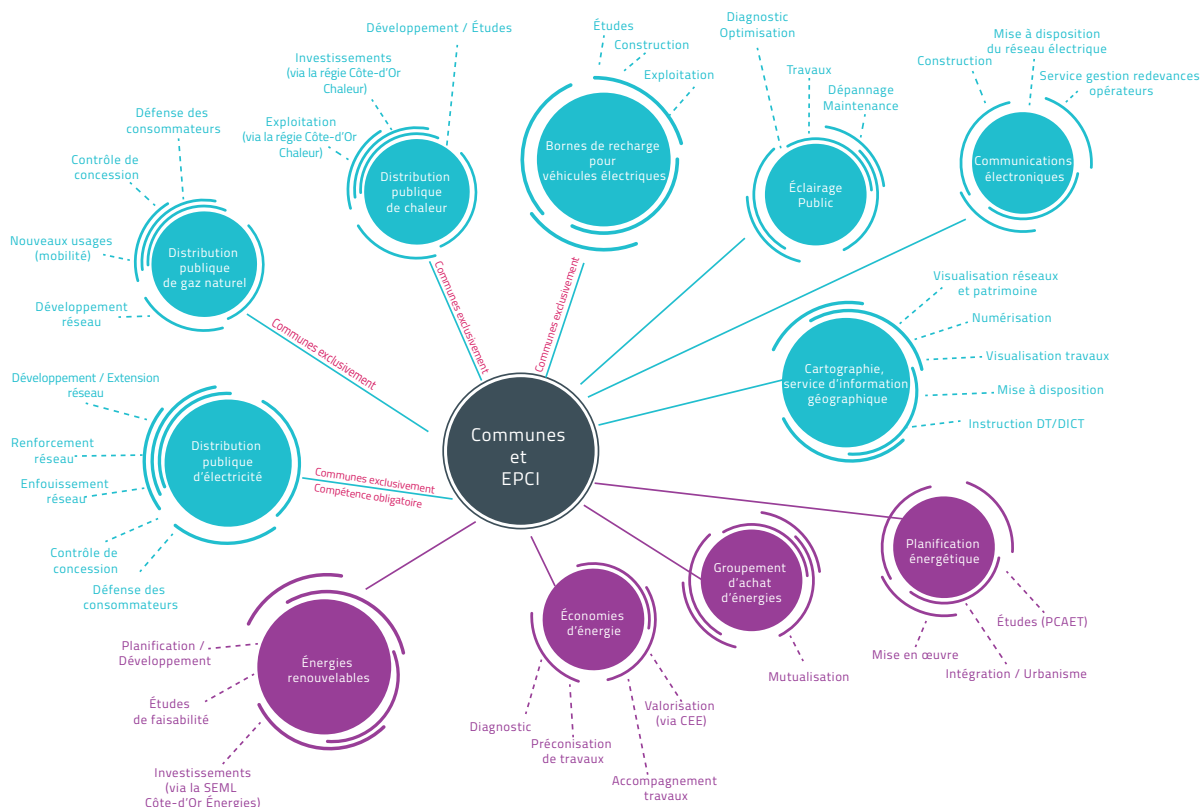 Développement / Études
Investissements
(via la régie Côte-d'Or
Chaleur)
Exploitation
(via la régie Côte-d'Or
Chaleur)
Distribution
publique
de chaleur
Études
Construction
Exploitation
Bornes de recharge
pour
véhicules électriques
Diagnostic
Optimisation
Travaux
Dépannage
Maintenance
Éclairage
Public
Mise à disposition
du réseau électrique
Construction
Service gestion redevances
opérateurs
Communications
électroniques
Défense des
consommateurs
Contrôle de
concession
Nouveaux usages
(mobilité)
Développement
réseau
Distribution
publique
de gaz naturel
Communes exclusivement
Communes exclusivement
Communes exclusivement
Visualisation réseaux
et patrimoine
Numérisation
Visualisation travaux
Mise à disposition
Instruction DT/DICT
Cartographie,
service d'information
géographique
Développement / Extension
réseau
Renforcement
réseau
Enfouissement
réseau
Contrôle de
concession
Défense des
consommateurs
Distribution
publique
d'électricité
Communes exclusivement
Compétence obligatoire
Communes
et
EPCI
Énergies
renouvelables
Planification /
Développement
Études
de faisabilité
Investissements
(via la SEML
Côte-d'Or Énergies)
Économies
d'énergie
Diagnostic
Préconisation
de travaux
Accompagnement
travaux
Valorisation
(via CEE)
Groupement
d'achat
d'énergies
Mutualisation
Planification
énergétique
Études (PCAET)
Mise en œuvre
Intégration / Urbanisme